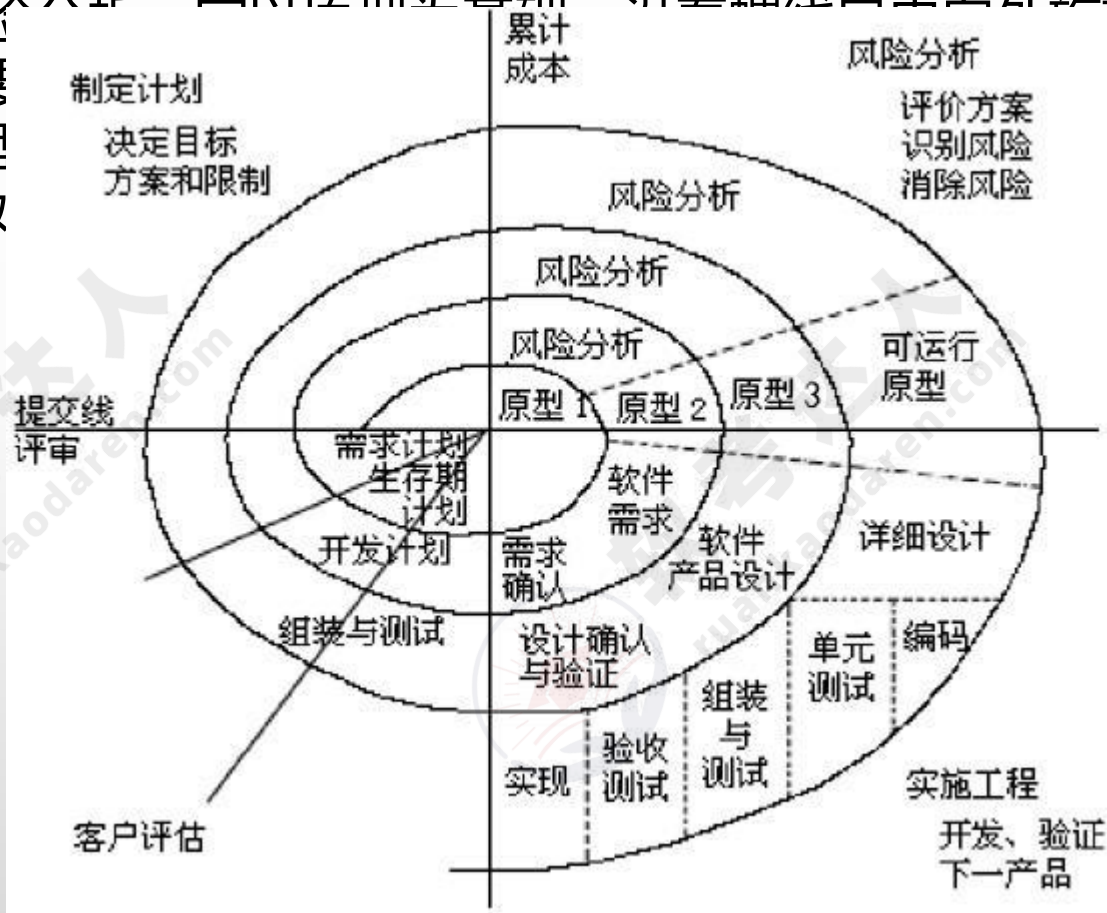 累计
成本
风险分析
制定计划
评价方案
识别风险
消除风险
决定目标
方案和限制
风险分析
风险分析
风险分析
可运行
原型
原型 1
原型 2
原型 3
提交线
评审
需求计划
生存期
计划
软件
需求
开发计划
需求
确认
软件
产品设计
详细设计
组装与测试
设计确认
与验证
单元
测试
编码
组装
与
测试
验收
测试
实现
实施工程
开发、验证
下一产品
客户评估